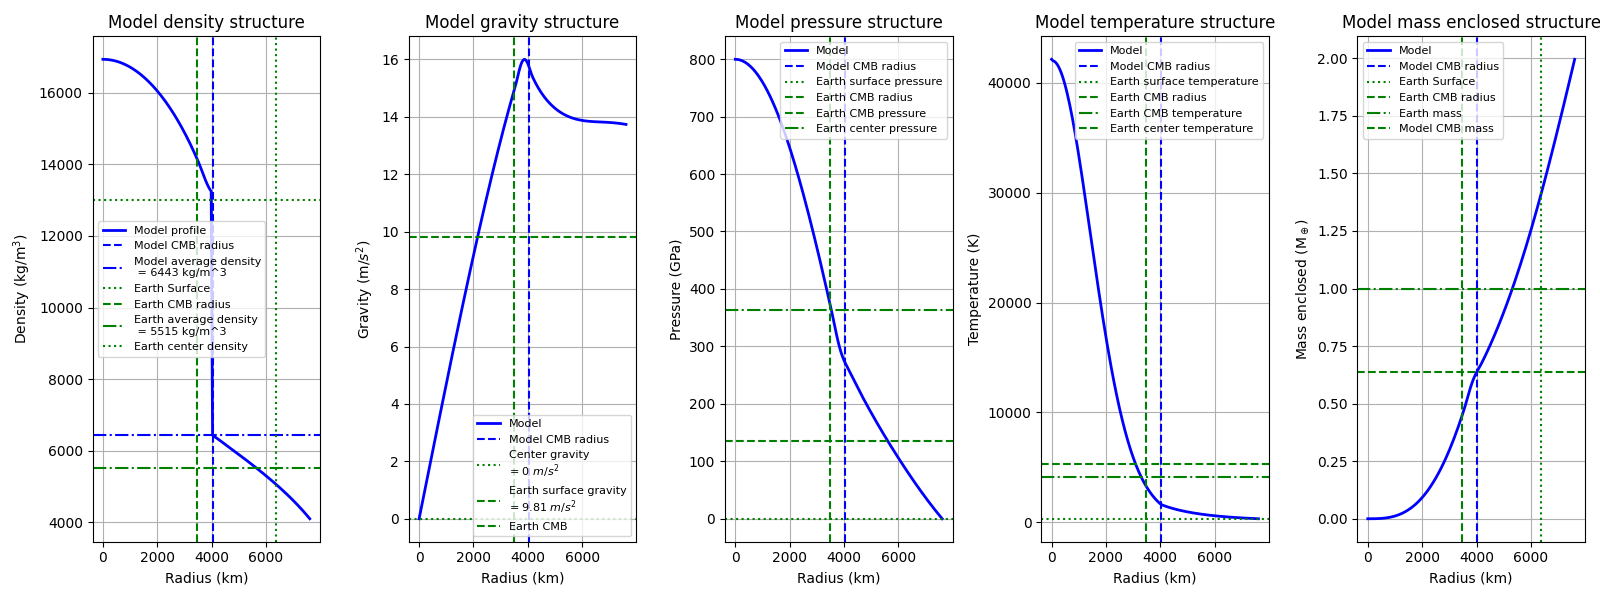 Model density structure
Density (kg/m³)
16000
14000
12000
10000
8000
6000
4000
Model profile
Model CMB radius
Model average density
= 6443 kg/m^3
Earth Surface
Earth CMB radius
Earth average density
= 5515 kg/m^3
Earth center density
0
2000
4000
6000
Radius (km)
Model gravity structure
Gravity (m/s²)
16
14
12
10
8
6
4
2
0
Model
Model CMB radius
Center gravity
= 0 m/s²
Earth surface gravity
= 9.81 m/s²
Earth CMB
0
2000
4000
6000
Radius (km)
Model pressure structure
Pressure (GPa)
800
700
600
500
400
300
200
100
0
Model
Model CMB radius
Earth surface pressure
Earth CMB radius
Earth CMB pressure
Earth center pressure
0
2000
4000
6000
Radius (km)
Model temperature structure
Temperature (K)
40000
30000
20000
10000
0
Model
Model CMB radius
Earth surface temperature
Earth CMB radius
Earth CMB temperature
Earth center temperature
0
2000
4000
6000
Radius (km)
Model mass enclosed structure
Mass enclosed (M⊕)
2.00
1.75
1.50
1.25
1.00
0.75
0.50
0.25
0.00
Model
Model CMB radius
Earth Surface
Earth CMB radius
Earth mass
Model CMB mass
0
2000
4000
6000
Radius (km)